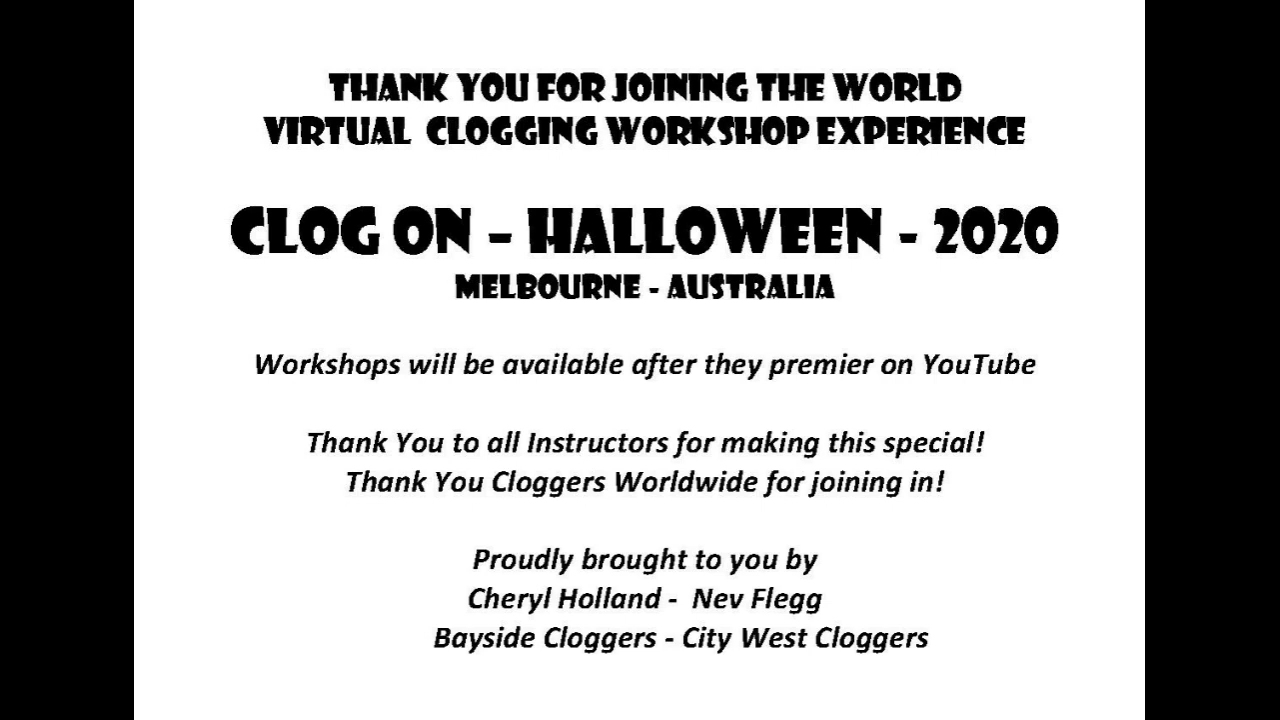 THANK YOU FOR JOINING THE WORLD
VIRTUAL CLOGGING WORKSHOP EXPERIENCE
CLOG ON – HALLOWEEN - 2020
MELBOURNE - AUSTRALIA
Workshops will be available after they premier on YouTube
Thank You to all Instructors for making this special!
Thank You Cloggers Worldwide for joining in!
Proudly brought to you by
Cheryl Holland - Nev Flegg
Bayside Cloggers - City West Cloggers